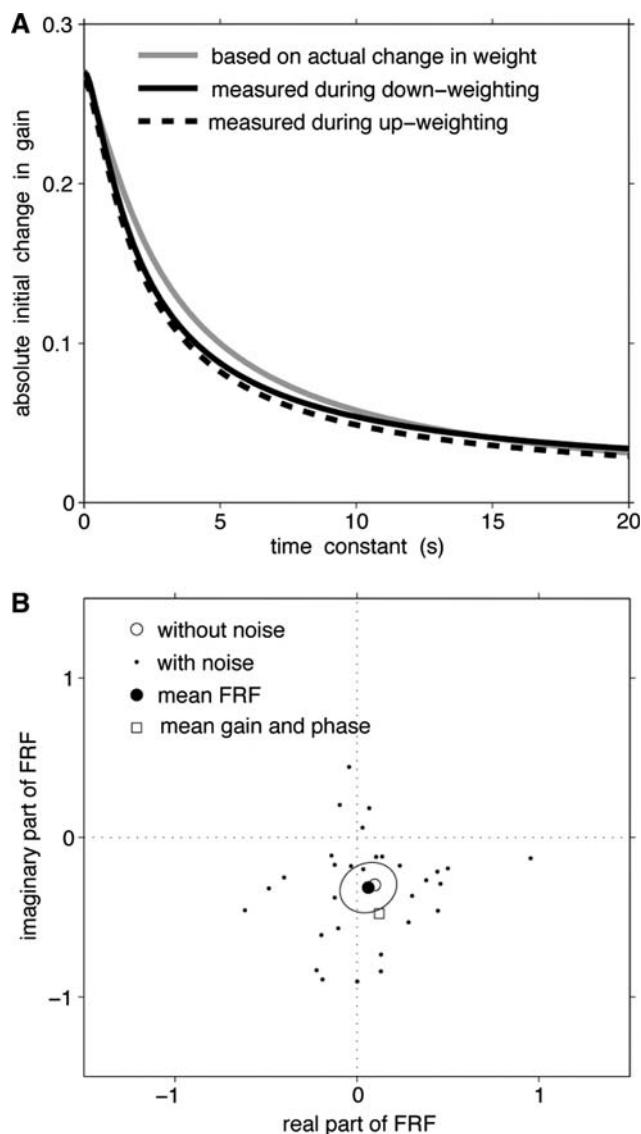 A
0.3
based on actual change in weight
measured during down-weighting
measured during up-weighting
0.2
absolute initial change in gain
0.1
0
0 5 10 15 20
time constant (s)
B
without noise
with noise
1
mean FRF
mean gain and phase
imaginary part of FRF
0
−1
−1 0 1
real part of FRF